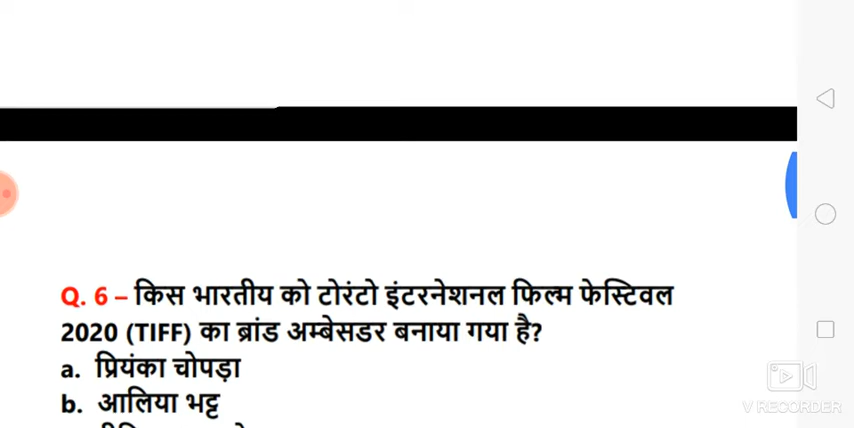 Q. 6 – किस भारतीय को टोरंटो इंटरनेशनल फिल्म फेस्टिवल
2020 (TIFF) का ब्रांड अम्बेसडर बनाया गया है?
a. प्रियंका चोपड़ा
b. आलिया भट्ट
V RECORDER